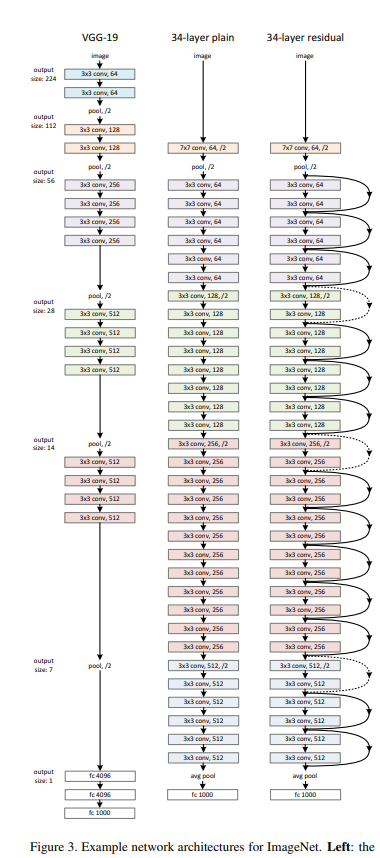 VGG-19
34-layer plain
34-layer residual
output
size: 224
output
size: 112
output
size: 56
output
size: 28
output
size: 14
output
size: 7
output
size: 1
image
3x3 conv, 64
3x3 conv, 64
pool, /2
3x3 conv, 128
3x3 conv, 128
pool, /2
3x3 conv, 256
3x3 conv, 256
3x3 conv, 256
3x3 conv, 256
pool, /2
3x3 conv, 512
3x3 conv, 512
3x3 conv, 512
3x3 conv, 512
pool, /2
3x3 conv, 512
3x3 conv, 512
3x3 conv, 512
3x3 conv, 512
pool, /2
fc 4096
fc 4096
fc 1000
image
7x7 conv, 64, /2
pool, /2
3x3 conv, 64
3x3 conv, 64
3x3 conv, 64
3x3 conv, 64
3x3 conv, 64
3x3 conv, 64
3x3 conv, 128, /2
3x3 conv, 128
3x3 conv, 128
3x3 conv, 128
3x3 conv, 128
3x3 conv, 128
3x3 conv, 128
3x3 conv, 128
3x3 conv, 256, /2
3x3 conv, 256
3x3 conv, 256
3x3 conv, 256
3x3 conv, 256
3x3 conv, 256
3x3 conv, 256
3x3 conv, 256
3x3 conv, 256
3x3 conv, 256
3x3 conv, 256
3x3 conv, 256
3x3 conv, 512, /2
3x3 conv, 512
3x3 conv, 512
3x3 conv, 512
3x3 conv, 512
3x3 conv, 512
avg pool
fc 1000
image
7x7 conv, 64, /2
pool, /2
3x3 conv, 64
3x3 conv, 64
3x3 conv, 64
3x3 conv, 64
3x3 conv, 64
3x3 conv, 64
3x3 conv, 128, /2
3x3 conv, 128
3x3 conv, 128
3x3 conv, 128
3x3 conv, 128
3x3 conv, 128
3x3 conv, 128
3x3 conv, 128
3x3 conv, 256, /2
3x3 conv, 256
3x3 conv, 256
3x3 conv, 256
3x3 conv, 256
3x3 conv, 256
3x3 conv, 256
3x3 conv, 256
3x3 conv, 256
3x3 conv, 256
3x3 conv, 256
3x3 conv, 256
3x3 conv, 512, /2
3x3 conv, 512
3x3 conv, 512
3x3 conv, 512
3x3 conv, 512
3x3 conv, 512
avg pool
fc 1000
Figure 3. Example network architectures for ImageNet. Left: the